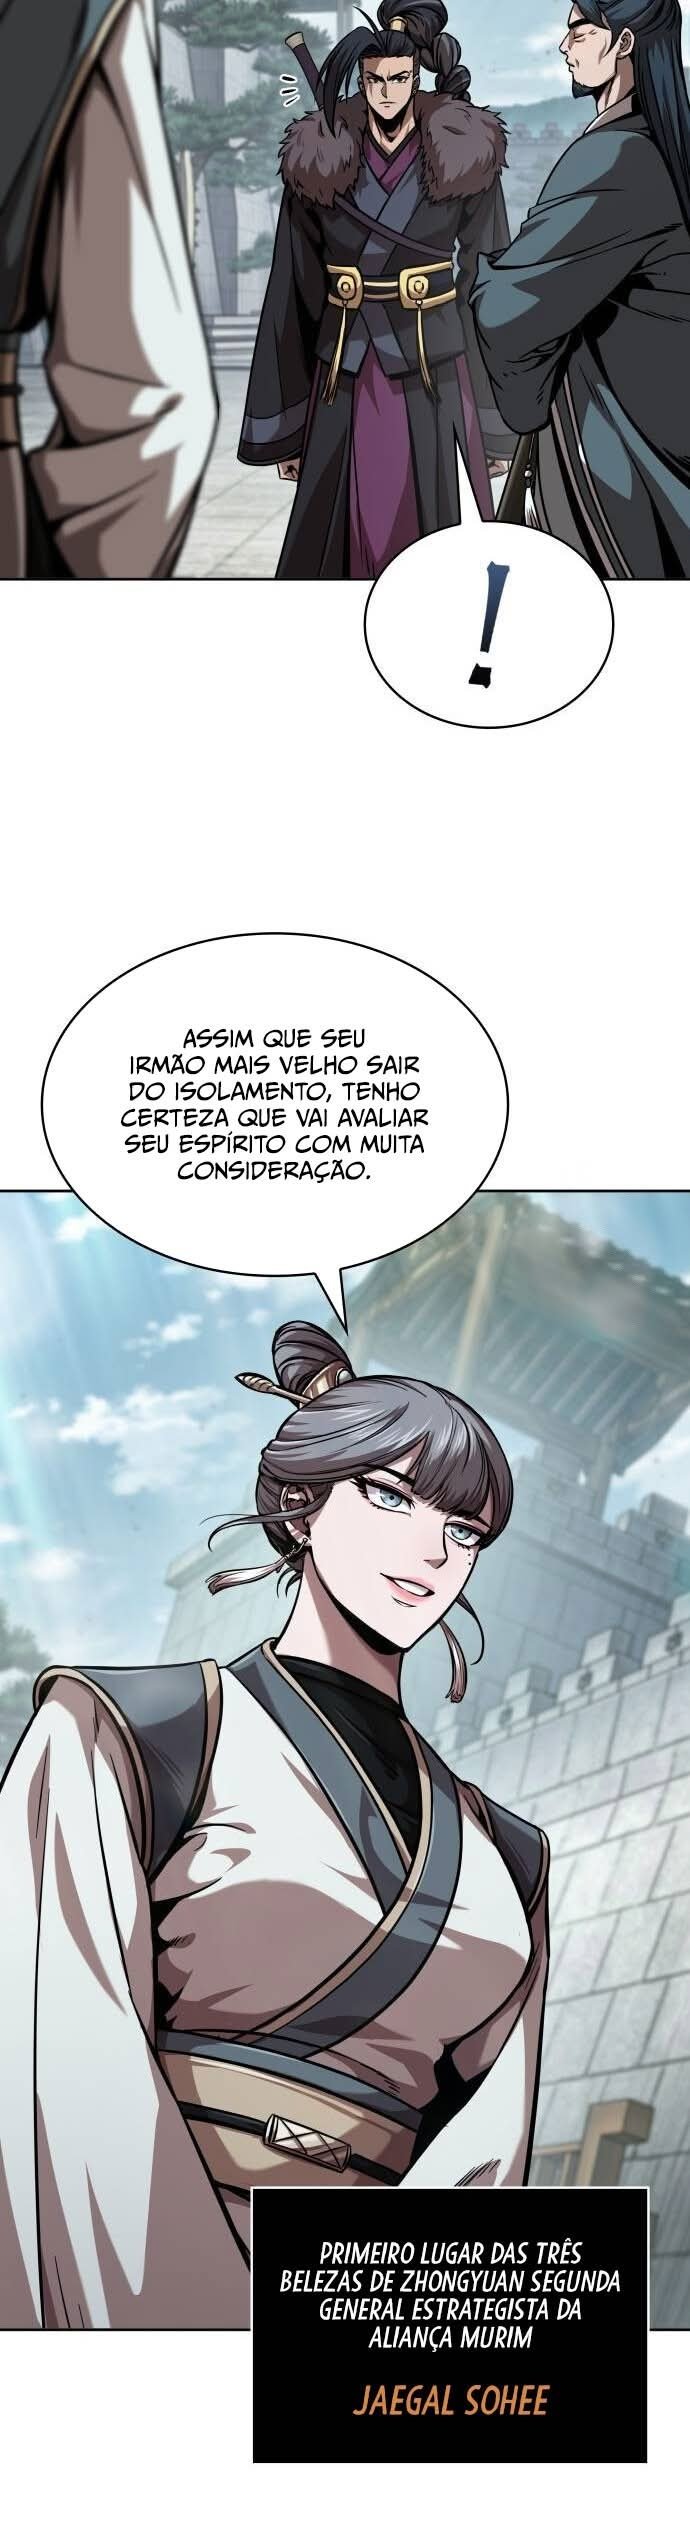 !
ASSIM QUE SEU
IRMÃO MAIS VELHO SAIR
DO ISOLAMENTO, TENHO
CERTEZA QUE VAI AVALIAR
SEU ESPÍRITO COM MUITA
CONSIDERAÇÃO.
PRIMEIRO LUGAR DAS TRÊS
BELEZAS DE ZHONGYUAN SEGUNDA
GENERAL ESTRATEGISTA DA
ALIANÇA MURIM
JAEGAL SOHEE